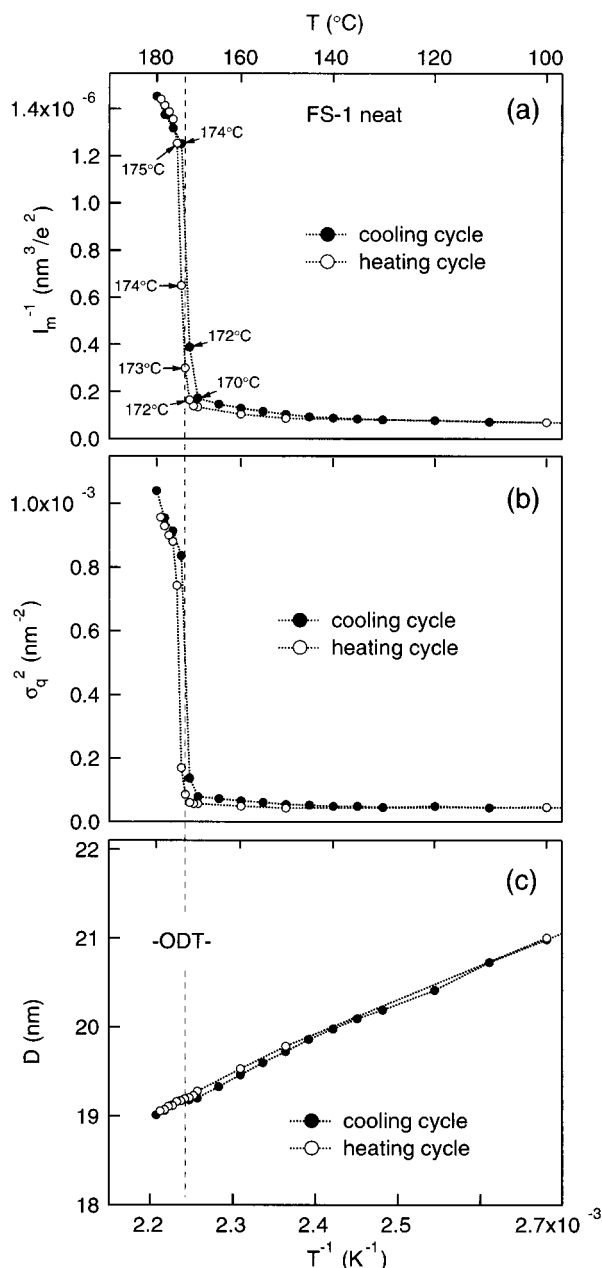 T (°C)
180 160 140 120 100
(a)
1.4x10⁻⁶
FS-1 neat
174°C
1.2
175°C
1.0
cooling cycle
heating cycle
0.8
I_m⁻¹ (nm³/e²)
174°C
0.6
172°C
0.4
173°C
170°C
0.2
172°C
0.0
(b)
1.0x10⁻³
0.8
cooling cycle
heating cycle
0.6
σ_q² (nm⁻²)
0.4
0.2
0.0
22
(c)
21
-ODT-
D (nm)
20
19
cooling cycle
heating cycle
18
2.2 2.3 2.4 2.5 2.7x10⁻³
T⁻¹ (K⁻¹)